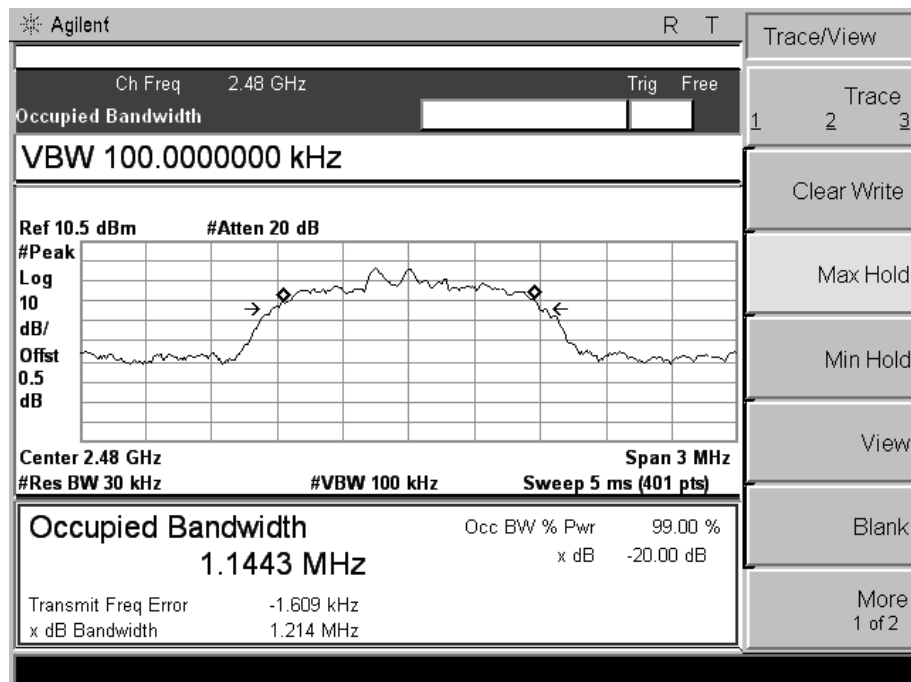 Agilent R T
Trace/View
Ch Freq 2.48 GHz Trig Free
Occupied Bandwidth
Trace
1 2 3
VBW 100.0000000 kHz
Clear Write
Ref 10.5 dBm #Atten 20 dB
#Peak
Log
10
dB/
Offst
0.5
dB
Max Hold
Min Hold
Center 2.48 GHz Span 3 MHz
#Res BW 30 kHz #VBW 100 kHz Sweep 5 ms (401 pts)
View
Occupied Bandwidth
1.1443 MHz
Occ BW % Pwr 99.00 %
x dB -20.00 dB
Blank
Transmit Freq Error -1.609 kHz
x dB Bandwidth 1.214 MHz
More
1 of 2